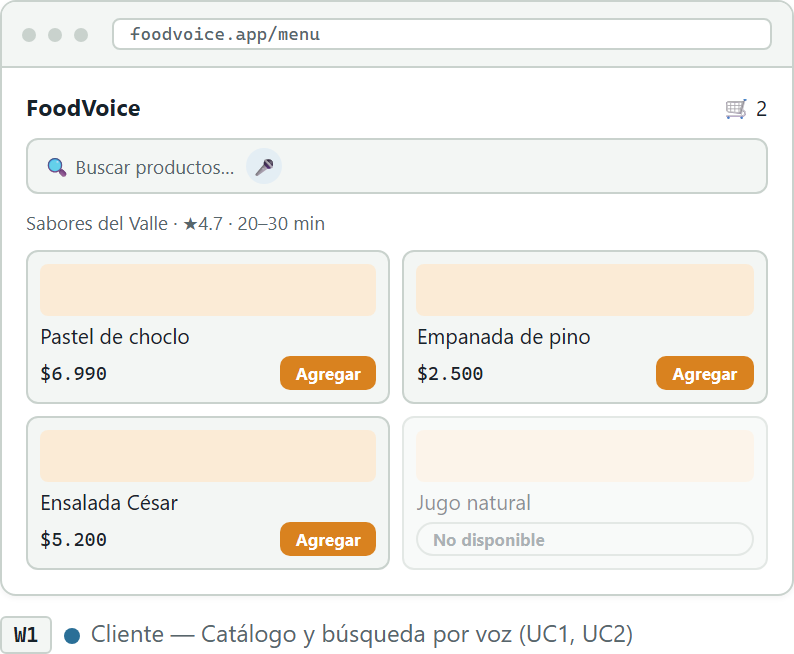 foodvoice.app/menu
FoodVoice 2
Buscar productos...
Sabores del Valle · ★4.7 · 20–30 min
Pastel de choclo
$6.990 Agregar
Empanada de pino
$2.500 Agregar
Ensalada César
$5.200 Agregar
Jugo natural
No disponible
W1 Cliente — Catálogo y búsqueda por voz (UC1, UC2)